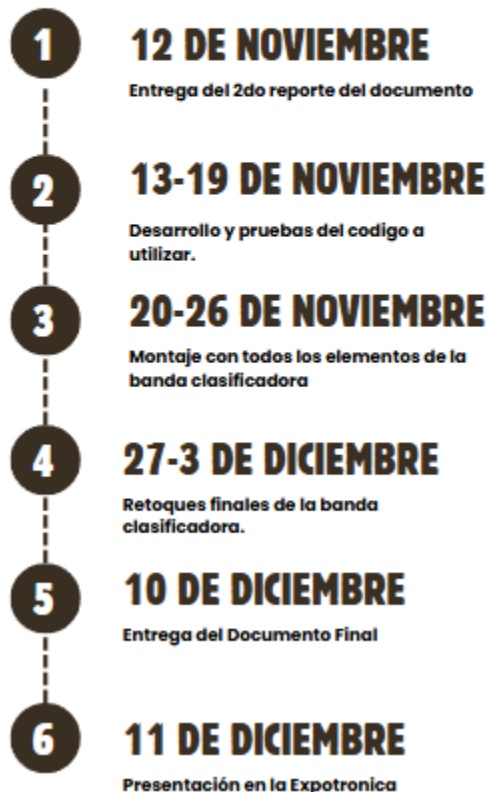 1
12 DE NOVIEMBRE
Entrega del 2do reporte del documento
2
13-19 DE NOVIEMBRE
Desarrollo y pruebas del codigo a
utilizar.
3
20-26 DE NOVIEMBRE
Montaje con todos los elementos de la
banda clasificadora
4
27-3 DE DICIEMBRE
Retoques finales de la banda
clasificadora.
5
10 DE DICIEMBRE
Entrega del Documento Final
6
11 DE DICIEMBRE
Presentación en la Expotronica